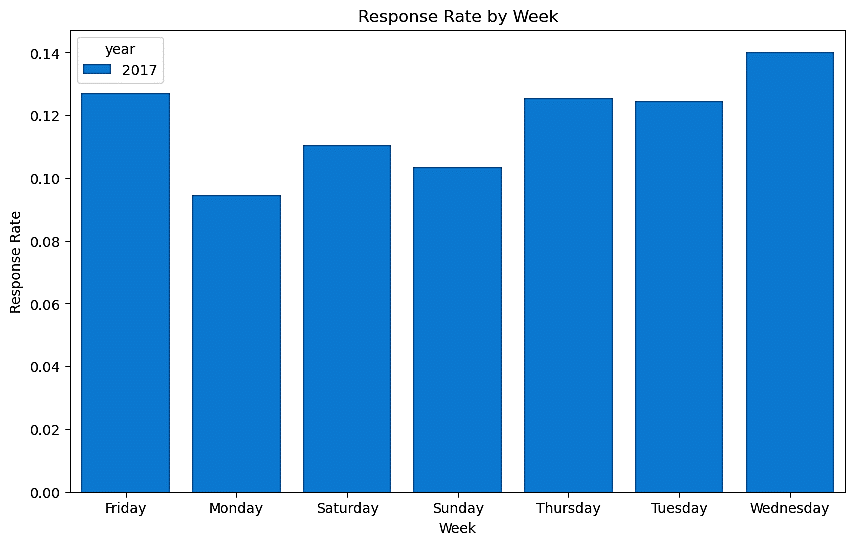 Response Rate by Week
year
2017
Response Rate
0.14
0.12
0.10
0.08
0.06
0.04
0.02
0.00
Friday Monday Saturday Sunday Thursday Tuesday Wednesday
Week